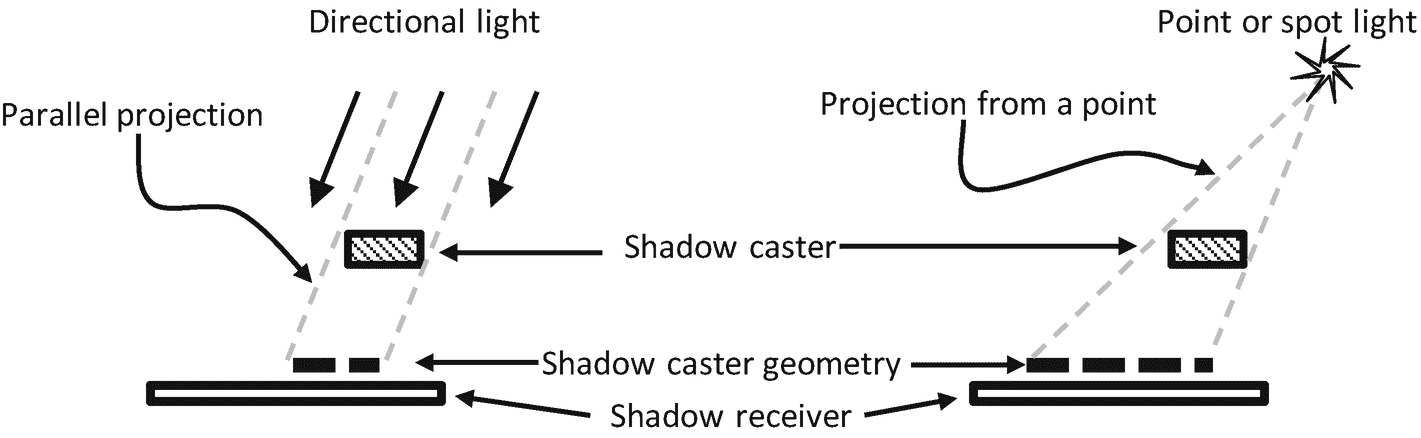 Directional light
Point or spot light
Parallel projection
Projection from a point
Shadow caster
Shadow caster geometry
Shadow receiver